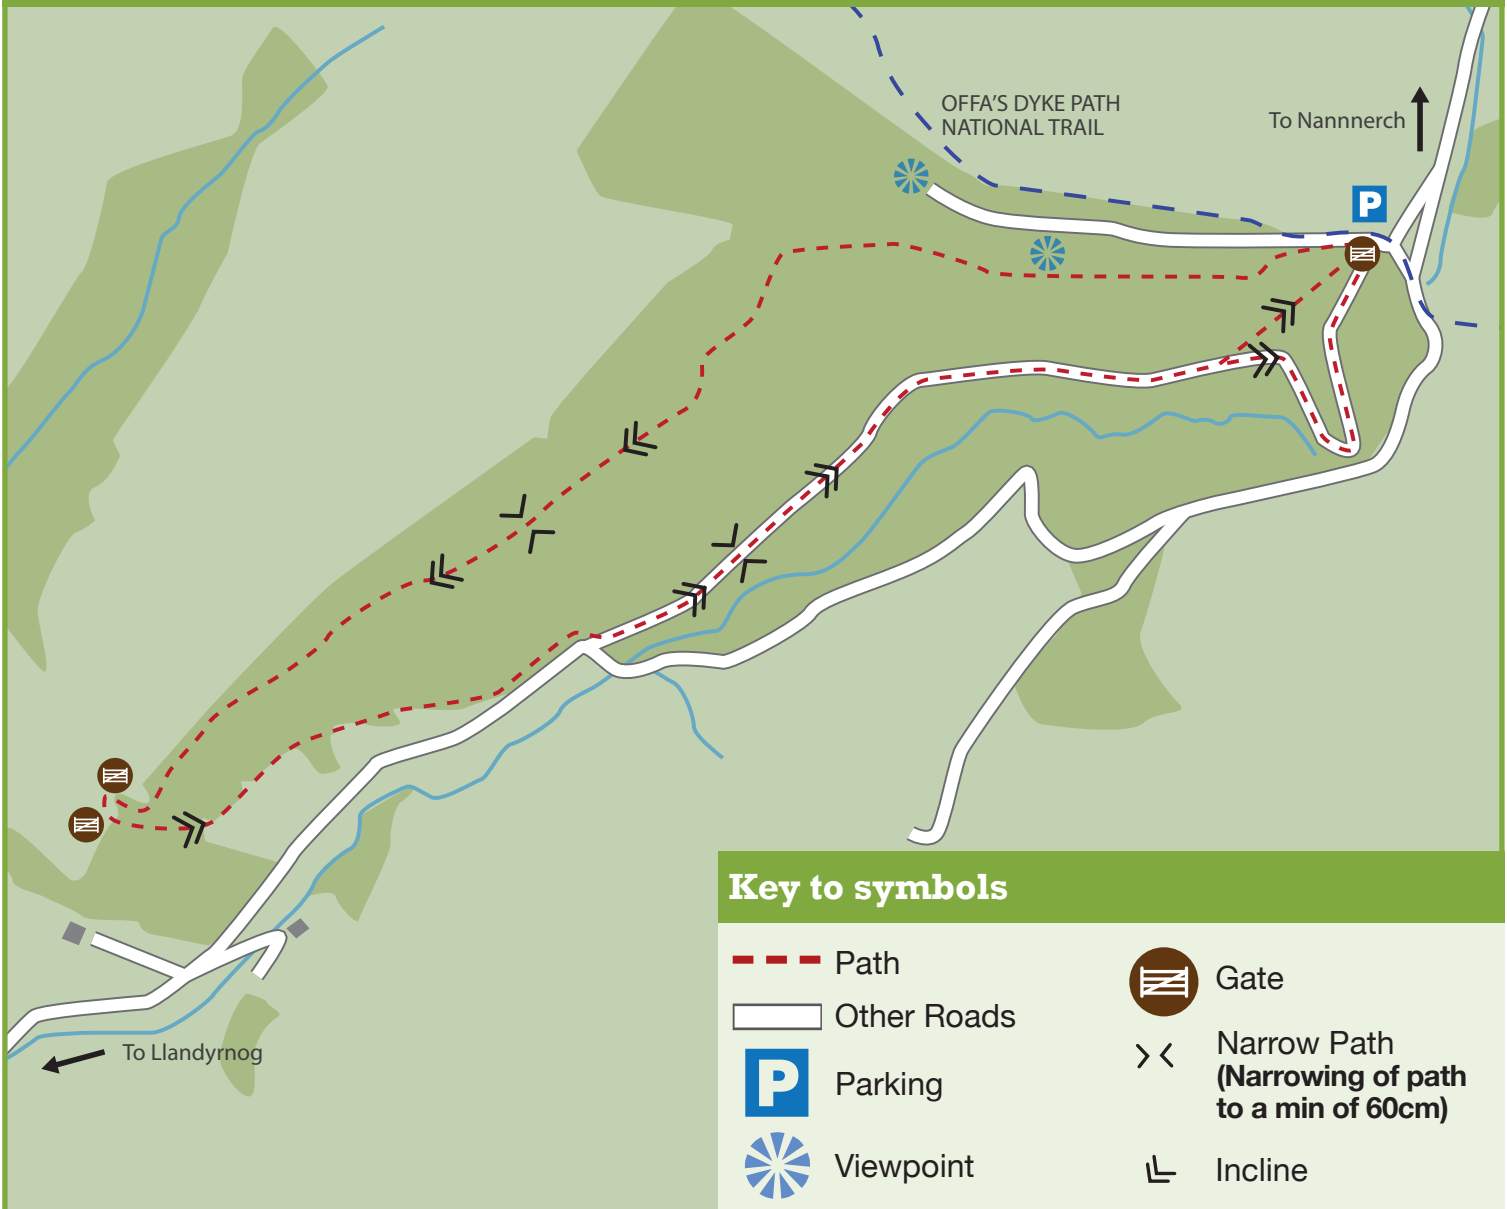 OFFA'S DYKE PATH
NATIONAL TRAIL
To Nannnerch
P
To Llandyrnog
Key to symbols
Path
Other Roads
P
Parking
Viewpoint
Gate
Narrow Path
(Narrowing of path
to a min of 60cm)
Incline